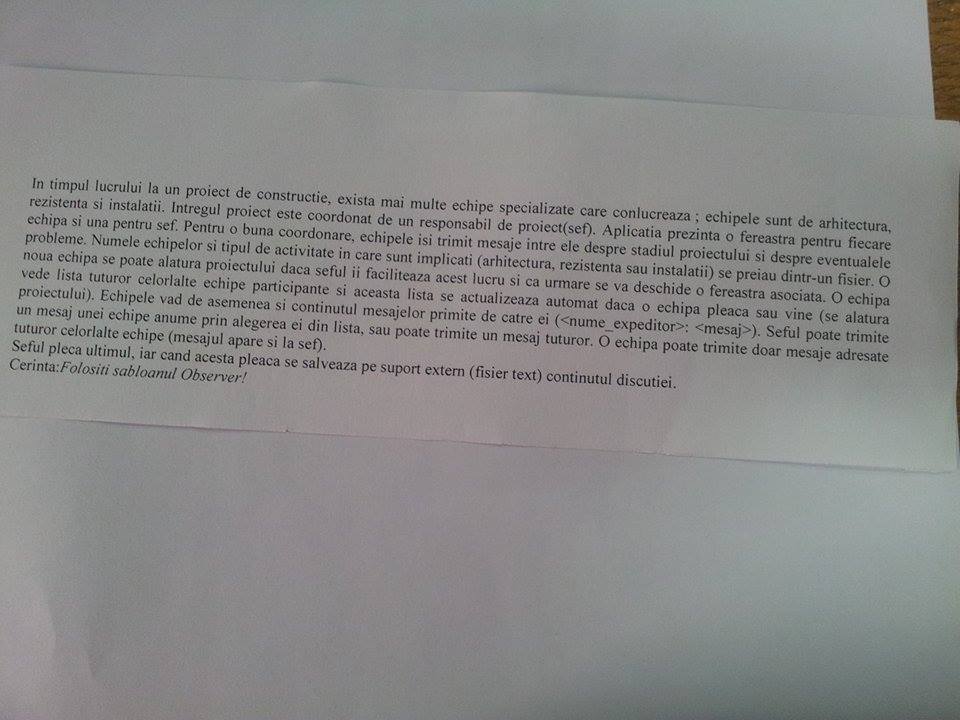 In timpul lucrului la un proiect de constructie, exista mai multe echipe specializate care conlucreaza ; echipele sunt de arhitectura,
rezistenta si instalatii. Intregul proiect este coordonat de un responsabil de proiect(sef). Aplicatia prezinta o fereastra pentru fiecare
echipa si una pentru sef. Pentru o buna coordonare, echipele isi trimit mesaje intre ele despre stadiul proiectului si despre eventualele
probleme. Numele echipelor si tipul de activitate in care sunt implicati (arhitectura, rezistenta sau instalatii) se preiau dintr-un fisier. O
noua echipa se poate alatura proiectului daca seful ii faciliteaza acest lucru si ca urmare se va deschide o fereastra asociata. O echipa
vede lista tuturor celorlalte echipe participante si aceasta lista se actualizeaza automat daca o echipa pleaca sau vine (se alatura
proiectului). Echipele vad de asemenea si continutul mesajelor primite de catre ei (<nume_expeditor>: <mesaj>). Seful poate trimite
un mesaj unei echipe anume prin alegerea ei din lista, sau poate trimite un mesaj tuturor. O echipa poate trimite doar mesaje adresate
tuturor celorlalte echipe (mesajul apare si la sef).
Seful pleca ultimul, iar cand acesta pleaca se salveaza pe suport extern (fisier text) continutul discutiei.
Cerinta:Folositi sabloanul Observer!